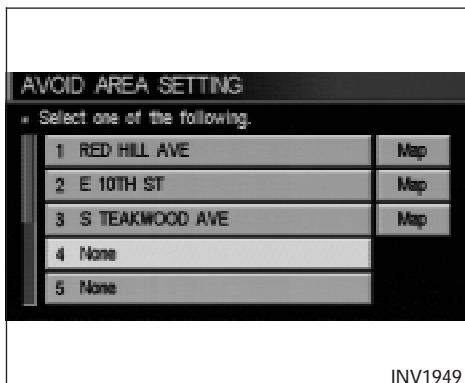 AVOID AREA SETTING
Select one of the following.
1 RED HILL AVE Map
2 E 10TH ST Map
3 S TEAKWOOD AVE Map
4 None
5 None
INV1949